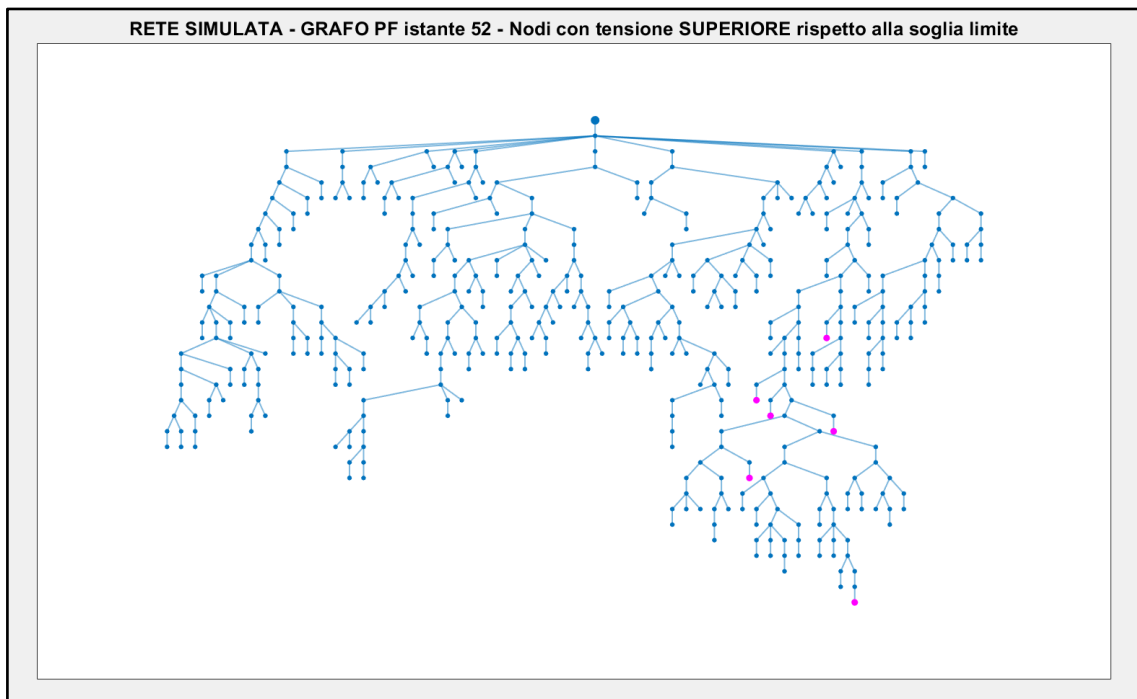 RETE SIMULATA - GRAFO PF istante 52 - Nodi con tensione SUPERIORE rispetto alla soglia limite